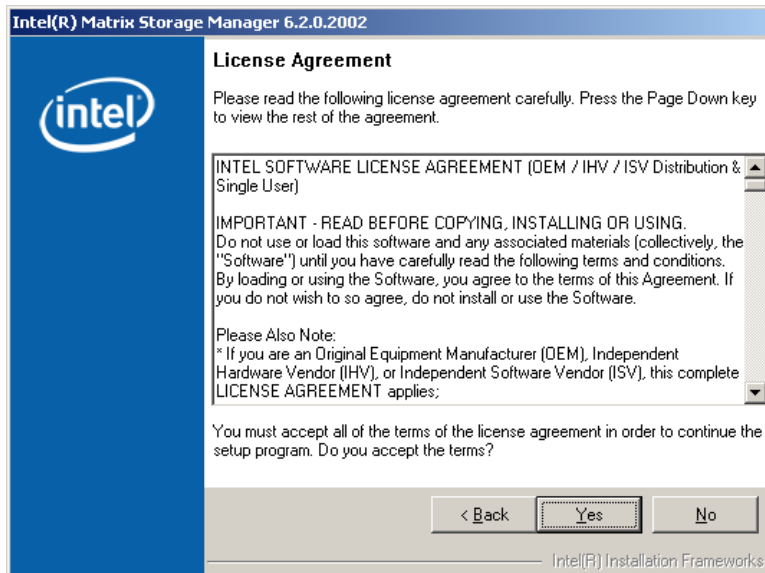 Intel(R) Matrix Storage Manager 6.2.0.2002
License Agreement
intel
Please read the following license agreement carefully. Press the Page Down key
to view the rest of the agreement.
INTEL SOFTWARE LICENSE AGREEMENT (OEM / IHV / ISV Distribution &
Single User)
IMPORTANT - READ BEFORE COPYING, INSTALLING OR USING.
Do not use or load this software and any associated materials (collectively, the
"Software") until you have carefully read the following terms and conditions.
By loading or using the Software, you agree to the terms of this Agreement. If
you do not wish to so agree, do not install or use the Software.
Please Also Note:
* If you are an Original Equipment Manufacturer (OEM), Independent
Hardware Vendor (IHV), or Independent Software Vendor (ISV), this complete
LICENSE AGREEMENT applies;
You must accept all of the terms of the license agreement in order to continue the
setup program. Do you accept the terms?
< Back
Yes
No
Intel(R) Installation Frameworks